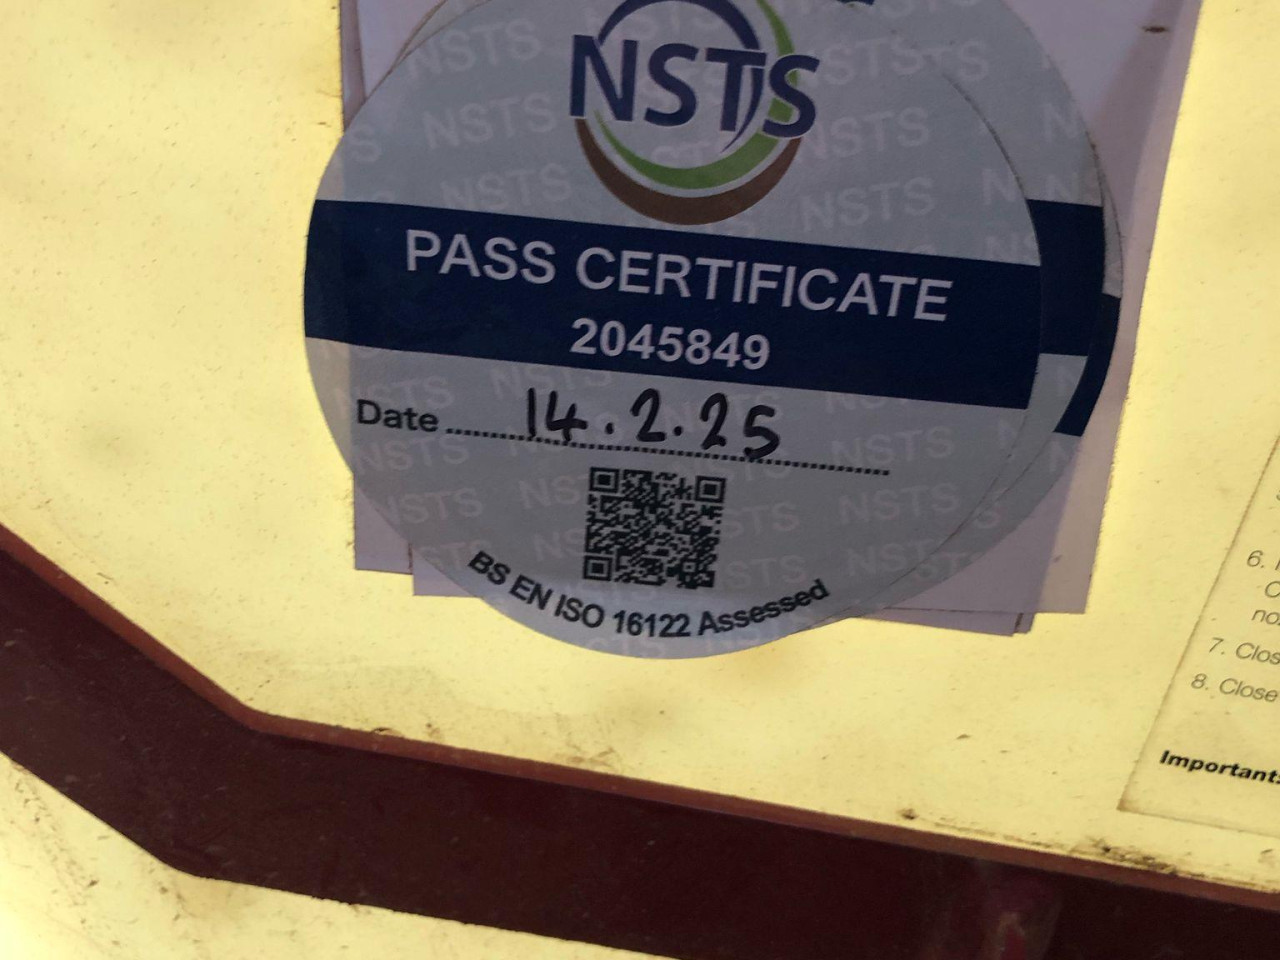 NSTS
PASS CERTIFICATE
2045849
Date 14.2.25
BS EN ISO 16122 Assessed
6.
7. Clos
8. Close
Important: